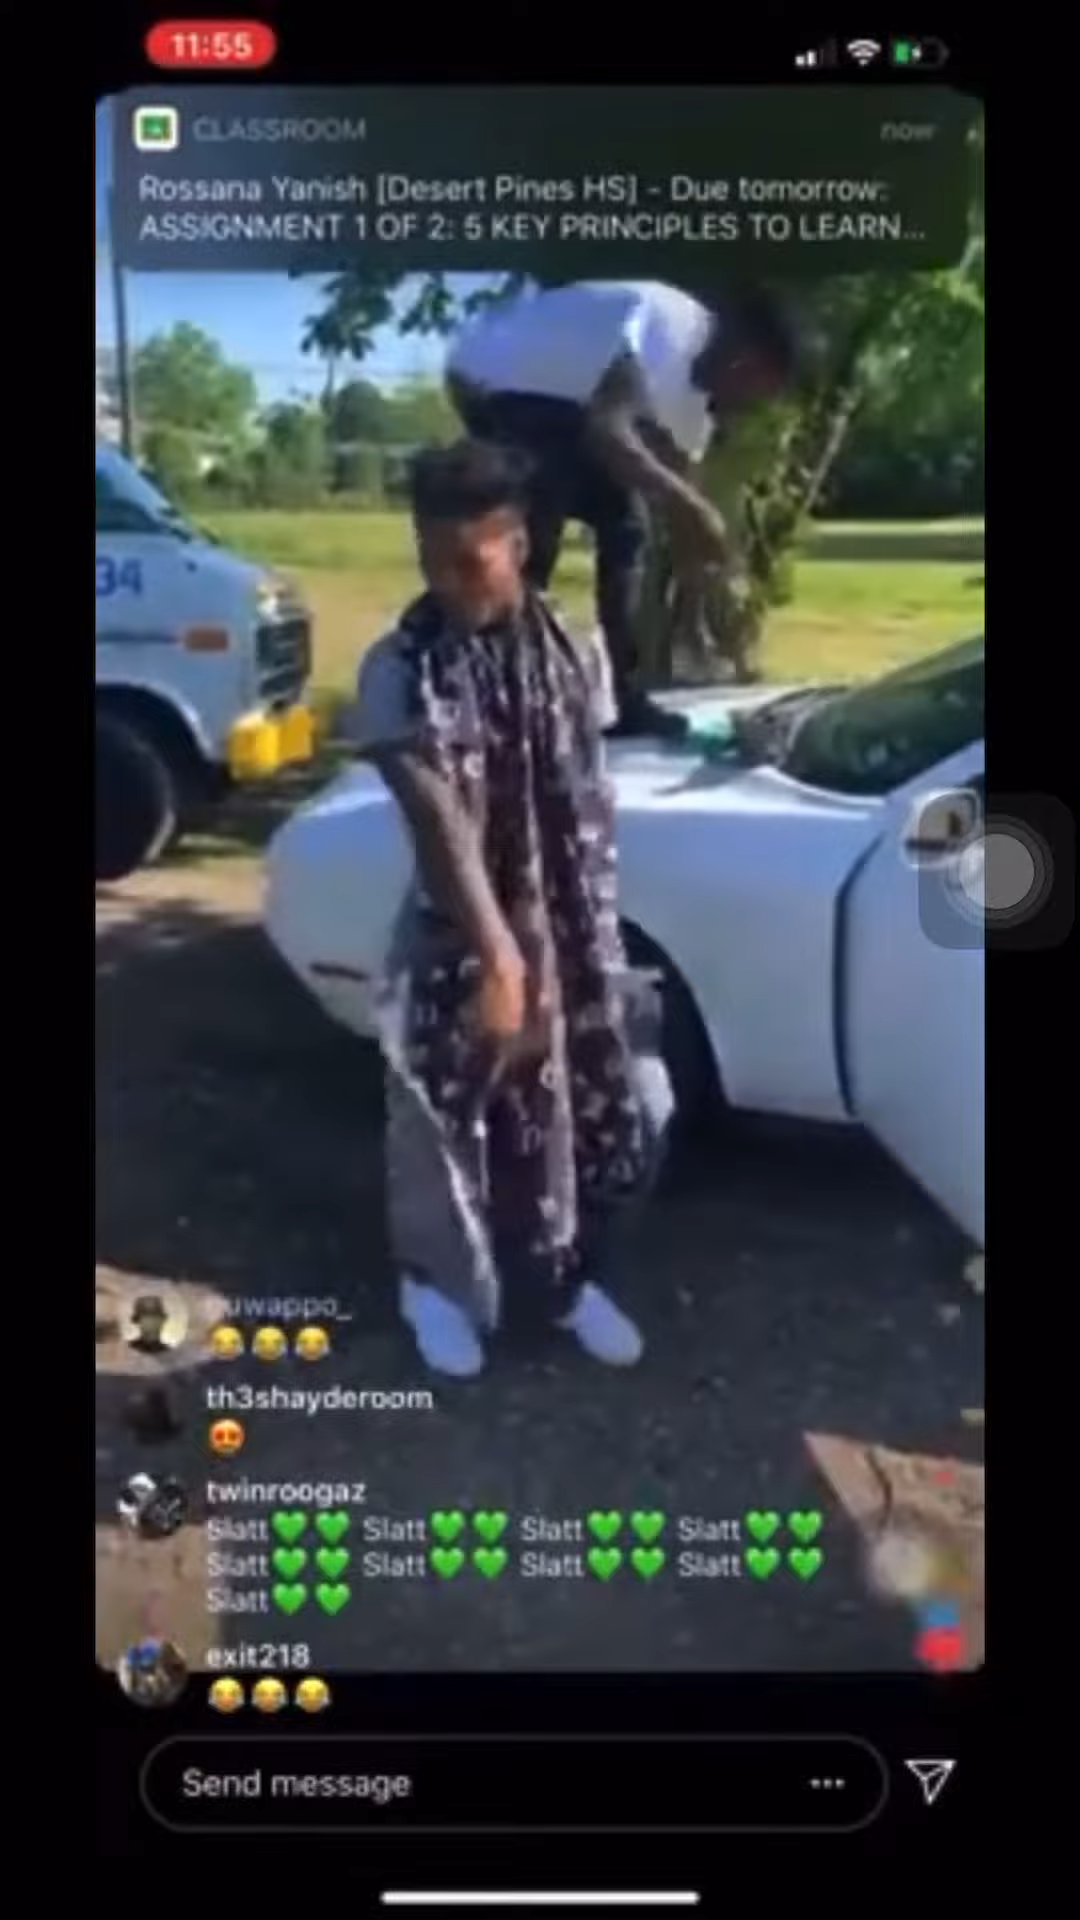 11:55
CLASSROOM
now
Rossana Yanish [Desert Pines HS] - Due tomorrow:
ASSIGNMENT 1 OF 2: 5 KEY PRINCIPLES TO LEARN...
34
th3shayderoom
😍
twinroogaz
Slatt💚💚 Slatt💚💚 Slatt💚💚 Slatt💚💚
Slatt💚💚 Slatt💚💚 Slatt💚💚 Slatt💚💚
Slatt💚💚
exit218
😂😂😂
Send message